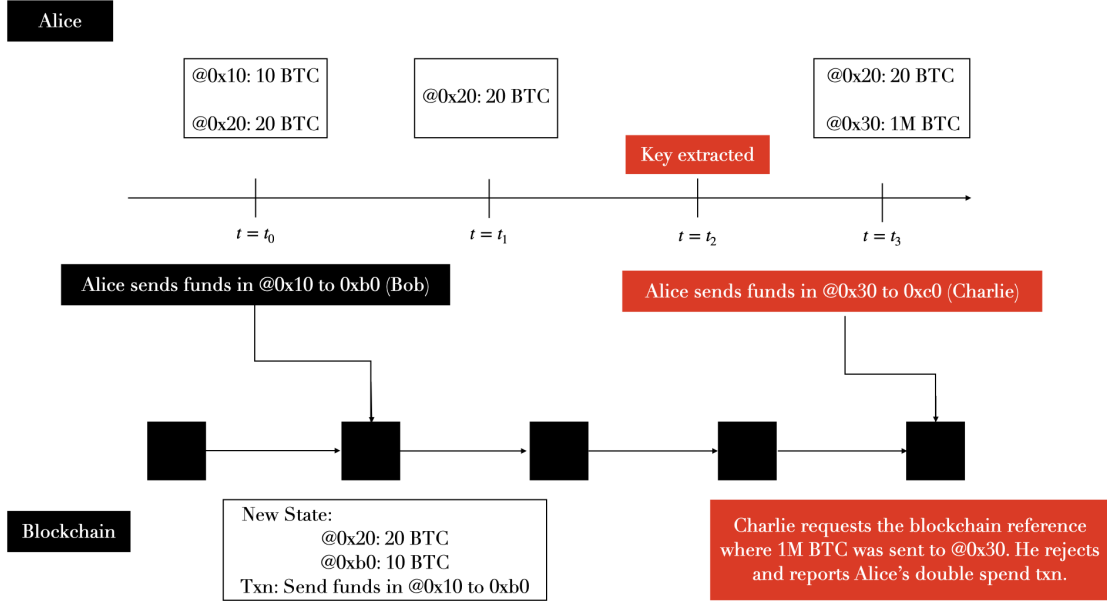 Alice
@0x10: 10 BTC
@0x20: 20 BTC
@0x20: 20 BTC
@0x20: 20 BTC
@0x30: 1M BTC
Key extracted
t = t0
t = t1
t = t2
t = t3
Alice sends funds in @0x10 to 0xb0 (Bob)
Alice sends funds in @0x30 to 0xc0 (Charlie)
Blockchain
New State:
@0x20: 20 BTC
@0xb0: 10 BTC
Txn: Send funds in @0x10 to 0xb0
Charlie requests the blockchain reference
where 1M BTC was sent to @0x30. He rejects
and reports Alice’s double spend txn.